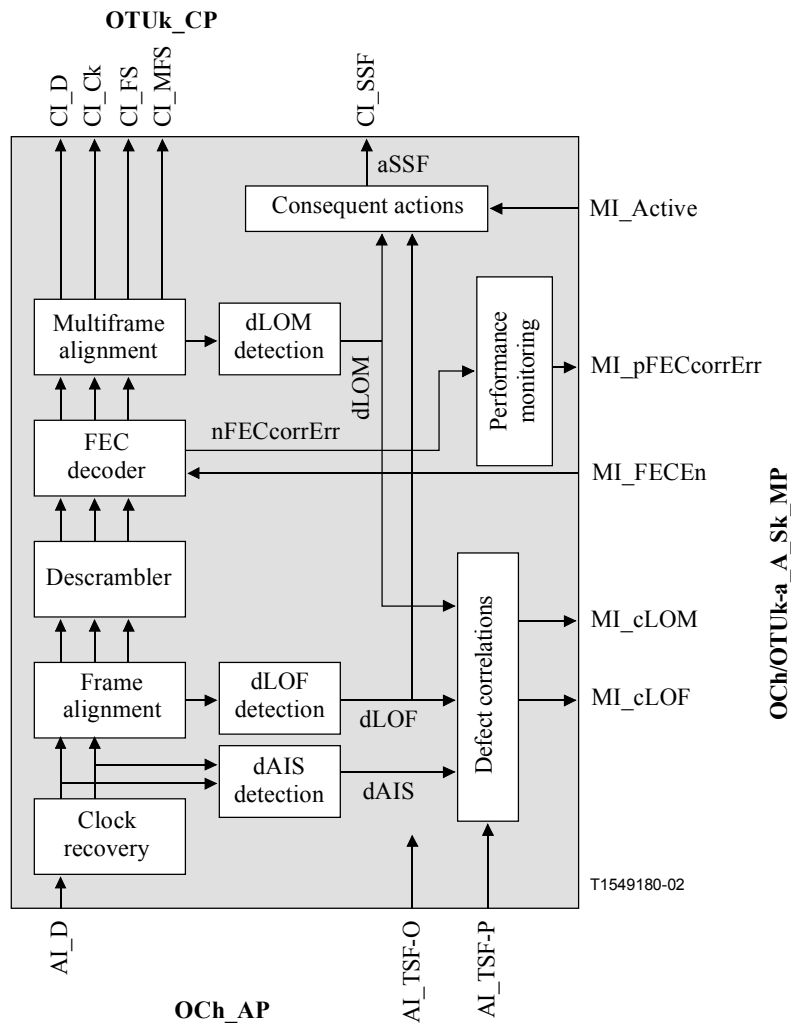 OTUk_CP
CI_D
CI_Ck
CI_FS
CI_MFS
CI_SSF
aSSF
Consequent actions
MI_Active
Multiframe
alignment
dLOM
detection
dLOM
Performance
monitoring
MI_pFECcorrErr
FEC
decoder
nFECcorrErr
MI_FECEn
Descrambler
Defect correlations
MI_cLOM
Frame
alignment
dLOF
detection
dLOF
MI_cLOF
OCh/OTUk-a_A_Sk_MP
dAIS
detection
dAIS
Clock
recovery
T1549180-02
AI_D
AI_TSF-O
AI_TSF-P
OCh_AP